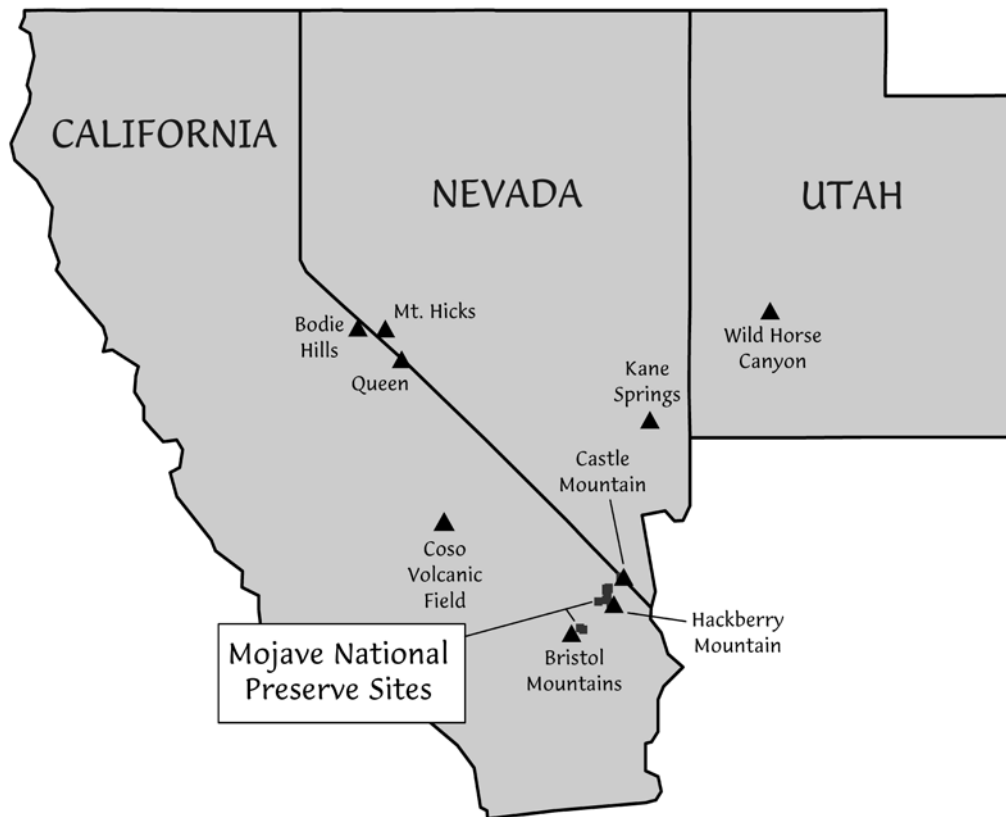 CALIFORNIA
NEVADA
UTAH
Bodie
Hills
Mt. Hicks
Queen
Wild Horse
Canyon
Kane
Springs
Castle
Mountain
Coso
Volcanic
Field
Hackberry
Mountain
Bristol
Mountains
Mojave National
Preserve Sites